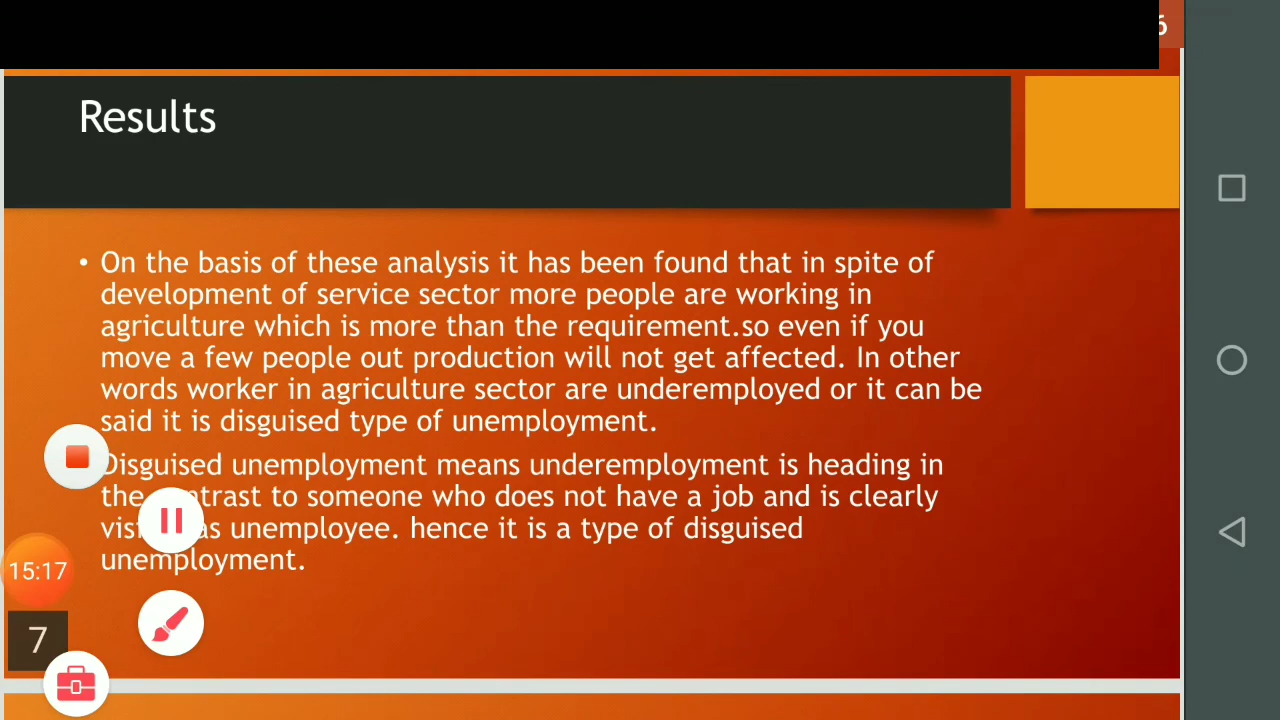 6
Results
• On the basis of these analysis it has been found that in spite of
development of service sector more people are working in
agriculture which is more than the requirement.so even if you
move a few people out production will not get affected. In other
words worker in agriculture sector are underemployed or it can be
said it is disguised type of unemployment.
Disguised unemployment means underemployment is heading in
the contrast to someone who does not have a job and is clearly
as unemployee. hence it is a type of disguised
unemployment.
15:17
7